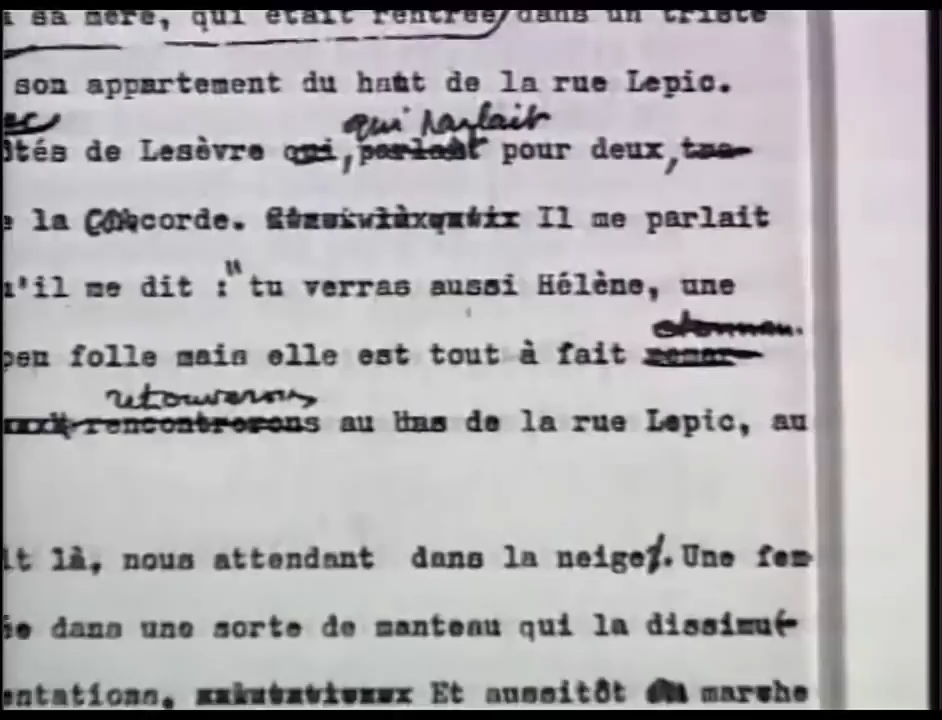 sa mère, qui était rentrée dans un triste
son appartement du haut de la rue Lepic.
qui parlait
ôtés de Lesèvre qui, parlait pour deux,
la Concorde. Il me parlait
u'il me dit : "tu verras aussi Hélène, une
peu folle mais elle est tout à fait
retrouverons
rencontrerons au bas de la rue Lepic, au
it là, nous attendant dans la neige. Une fem-
ée dans une sorte de manteau qui la dissimu-
entations, Et aussitôt marche